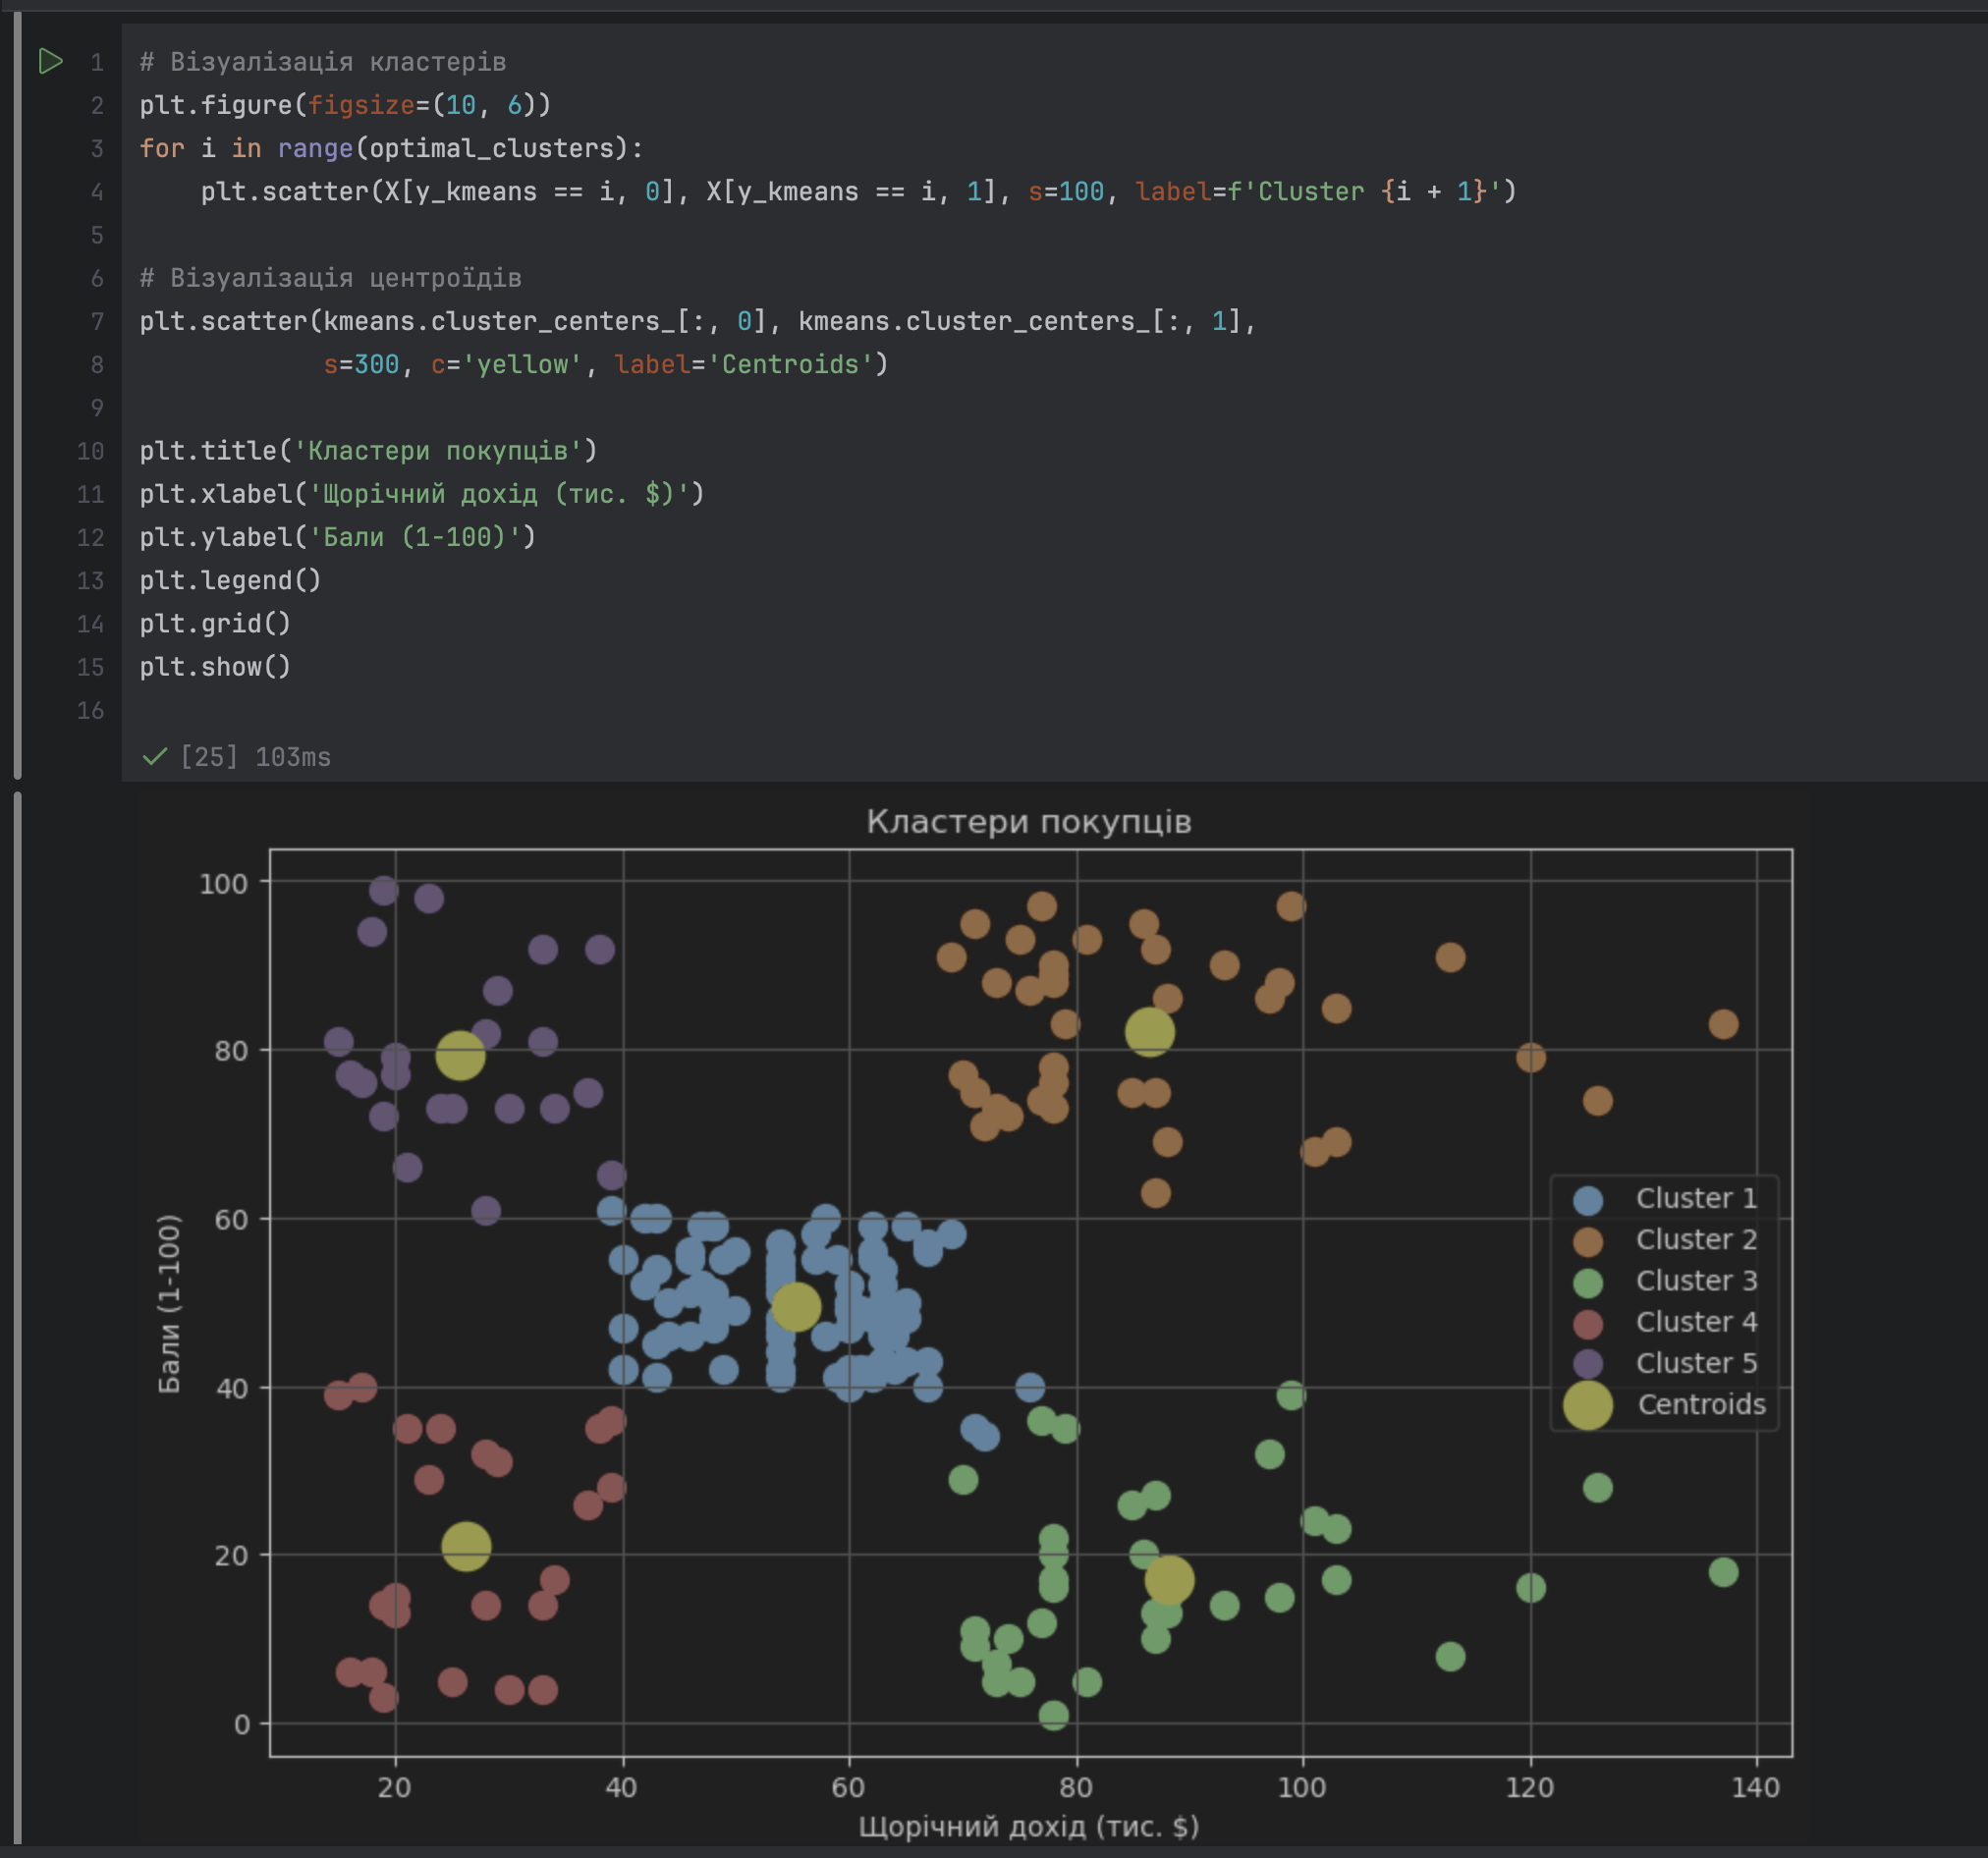 1 # Візуалізація кластерів
2 plt.figure(figsize=(10, 6))
3 for i in range(optimal_clusters):
4     plt.scatter(X[y_kmeans == i, 0], X[y_kmeans == i, 1], s=100, label=f'Cluster {i + 1}')
5
6 # Візуалізація центроїдів
7 plt.scatter(kmeans.cluster_centers_[:, 0], kmeans.cluster_centers_[:, 1],
8             s=300, c='yellow', label='Centroids')
9
10 plt.title('Кластери покупців')
11 plt.xlabel('Щорічний дохід (тис. $)')
12 plt.ylabel('Бали (1-100)')
13 plt.legend()
14 plt.grid()
15 plt.show()
16
[25] 103ms
Кластери покупців
100
80
60
40
20
0
Бали (1-100)
Cluster 1
Cluster 2
Cluster 3
Cluster 4
Cluster 5
Centroids
20 40 60 80 100 120 140
Щорічний дохід (тис. $)